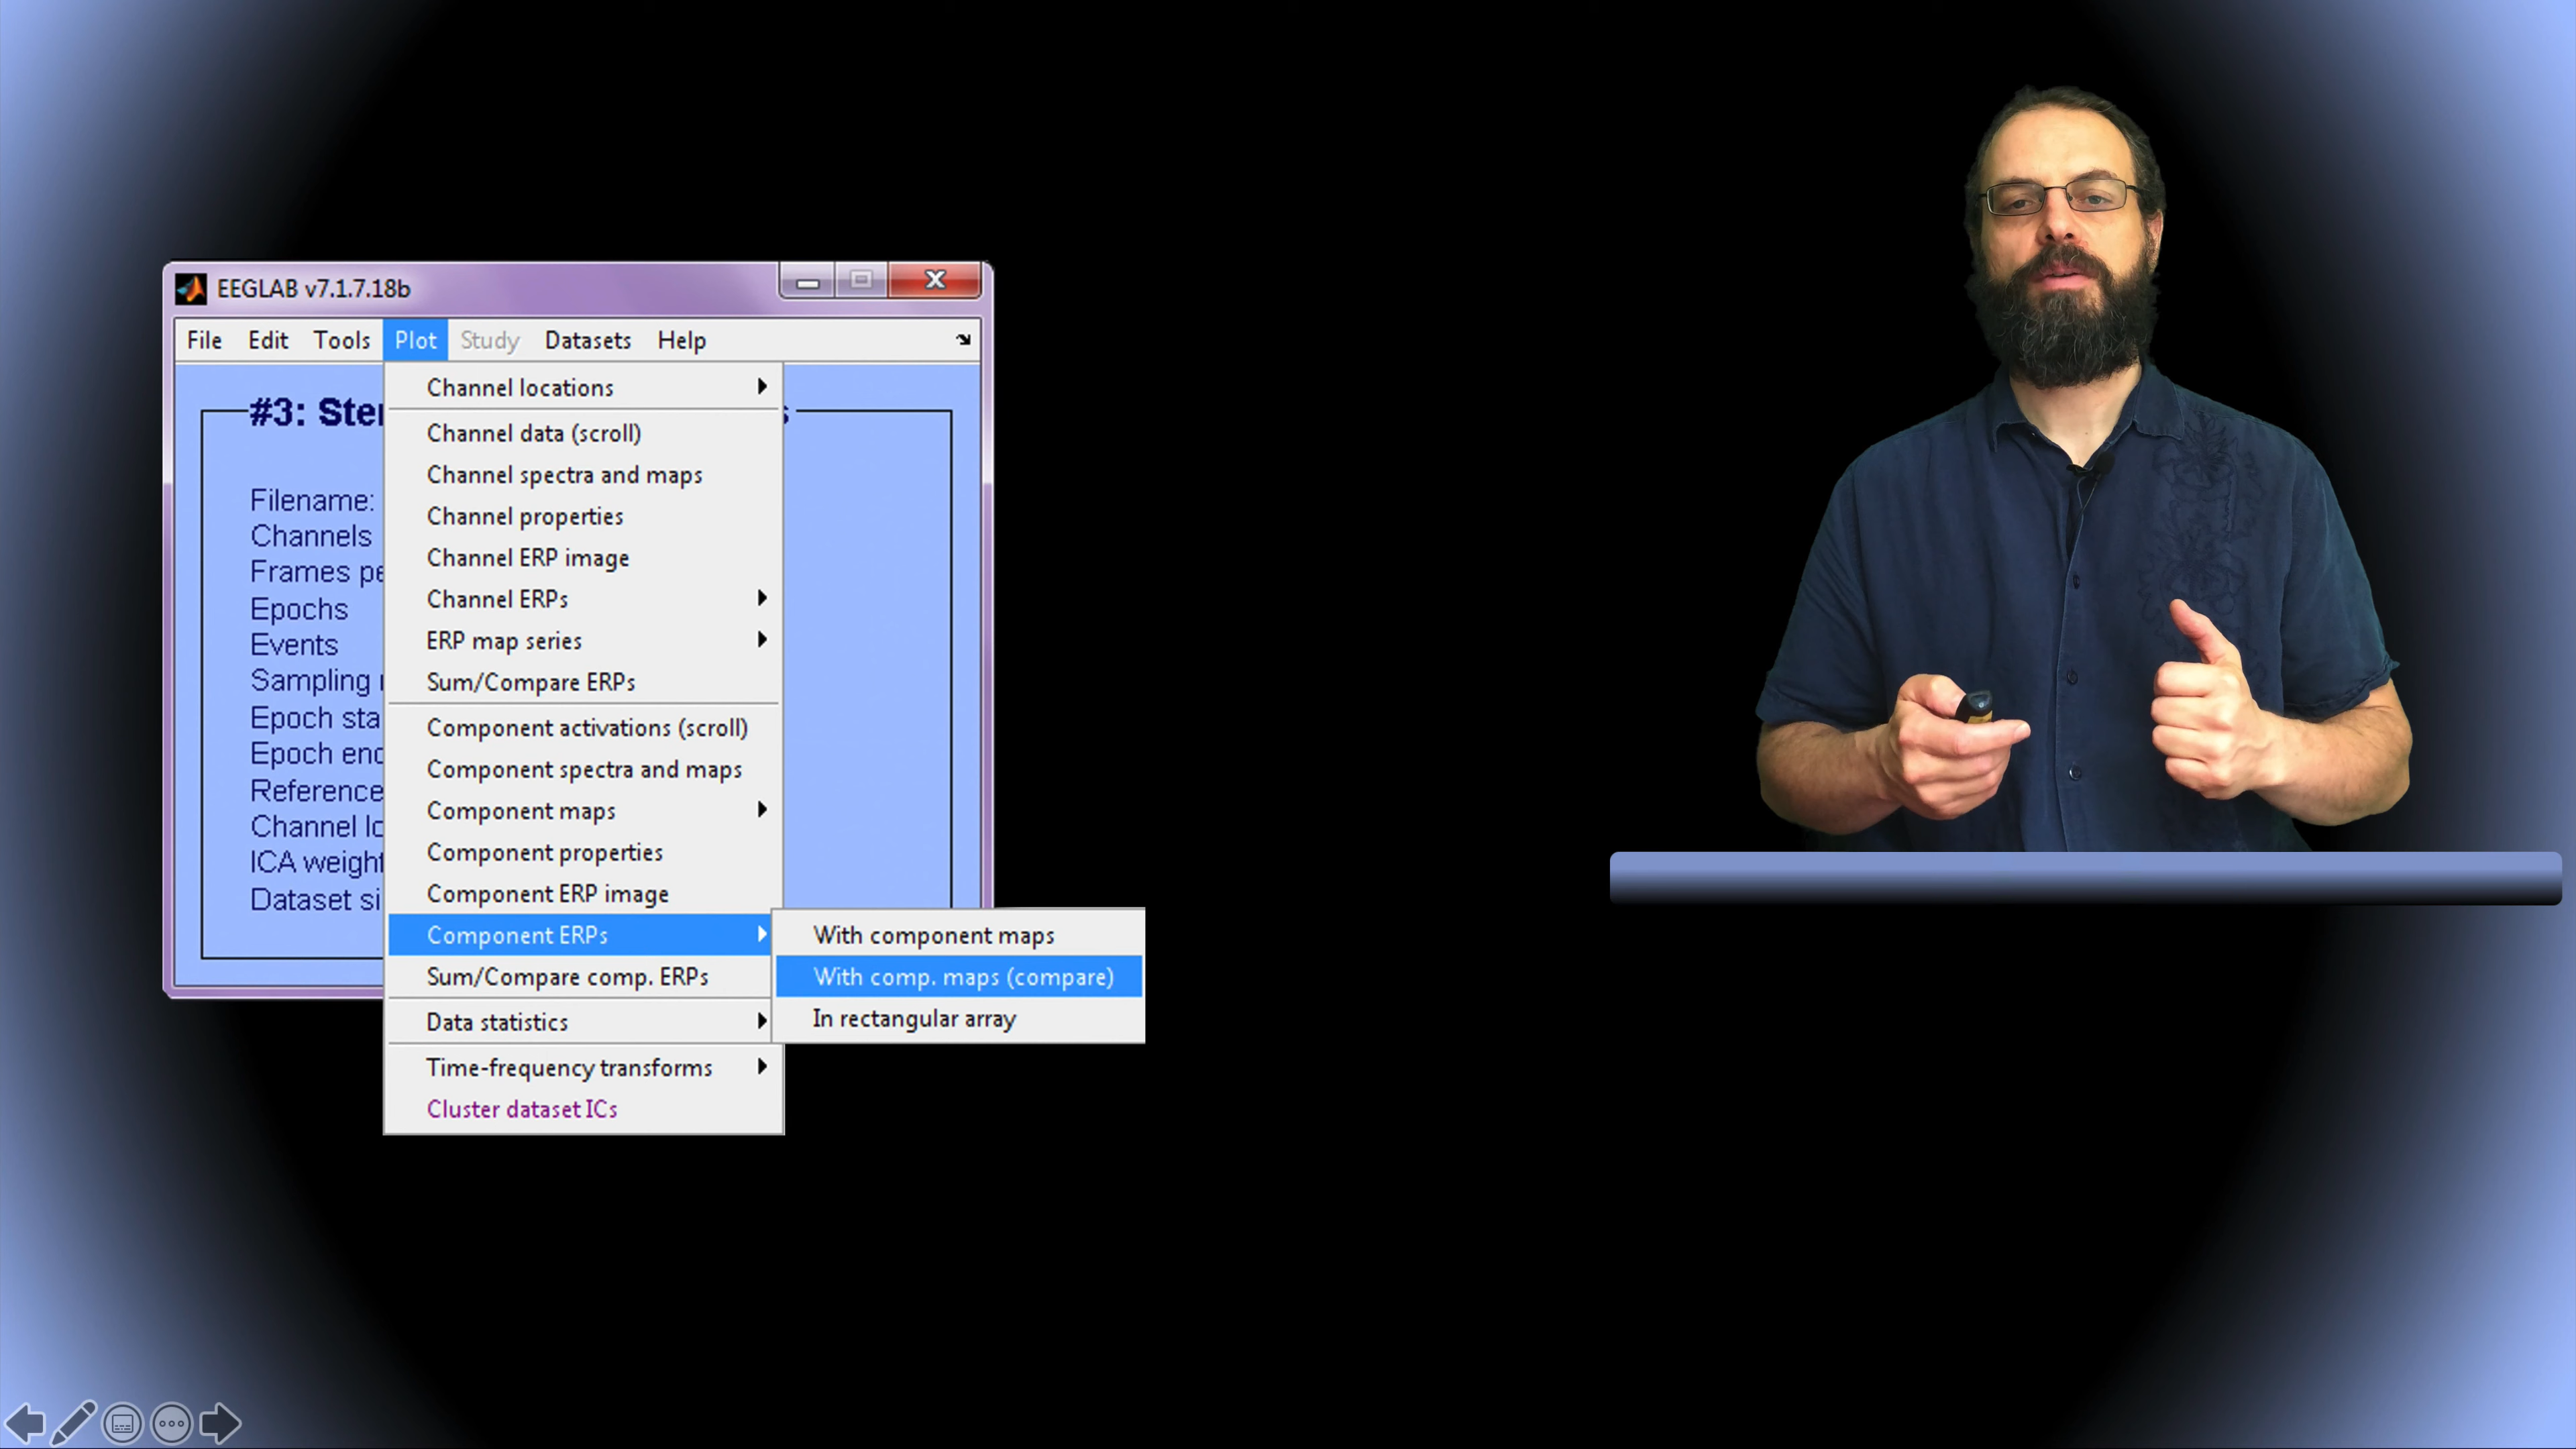 EEGLAB v7.1.7.18b
File Edit Tools Plot Study Datasets Help
#3: Ster
s
Filename:
Channels
Frames pe
Epochs
Events
Sampling
Epoch sta
Epoch end
Reference
Channel lo
ICA weight
Dataset si
Channel locations
Channel data (scroll)
Channel spectra and maps
Channel properties
Channel ERP image
Channel ERPs
ERP map series
Sum/Compare ERPs
Component activations (scroll)
Component spectra and maps
Component maps
Component properties
Component ERP image
Component ERPs
Sum/Compare comp. ERPs
Data statistics
Time-frequency transforms
Cluster dataset ICs
With component maps
With comp. maps (compare)
In rectangular array